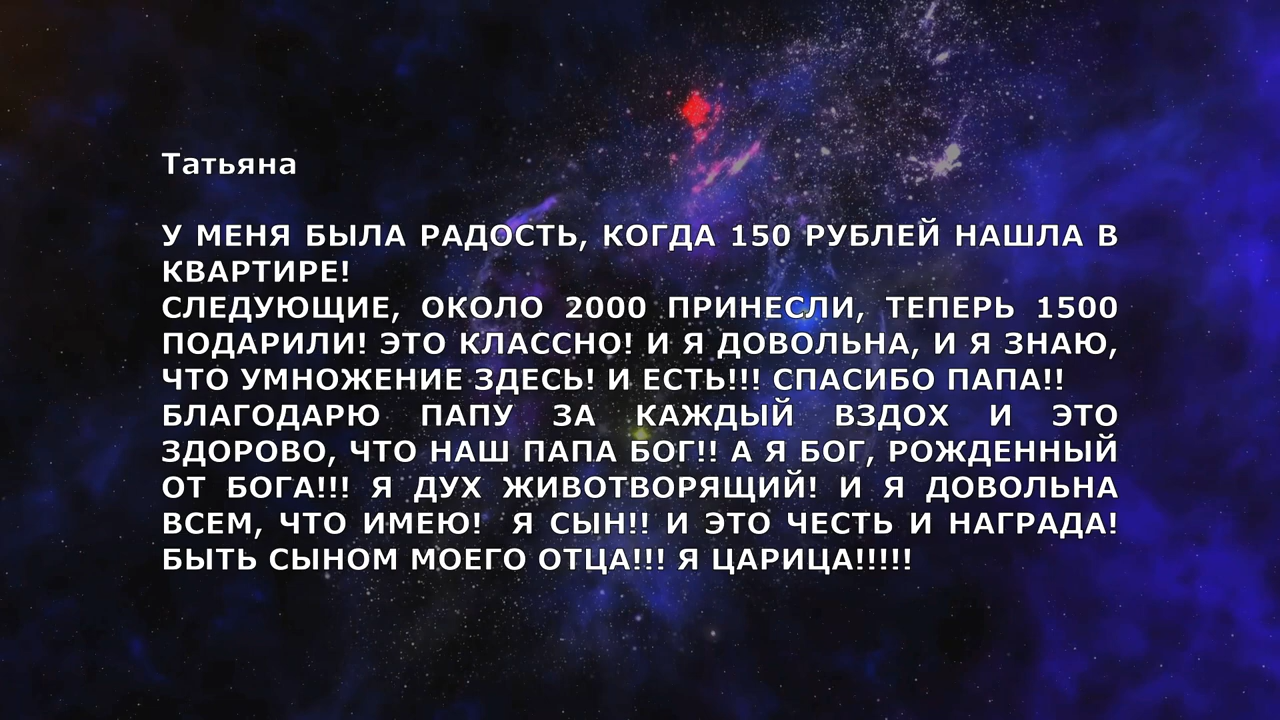 Татьяна
У МЕНЯ БЫЛА РАДОСТЬ, КОГДА 150 РУБЛЕЙ НАШЛА В
КВАРТИРЕ!
СЛЕДУЮЩИЕ, ОКОЛО 2000 ПРИНЕСЛИ, ТЕПЕРЬ 1500
ПОДАРИЛИ! ЭТО КЛАССНО! И Я ДОВОЛЬНА, И Я ЗНАЮ,
ЧТО УМНОЖЕНИЕ ЗДЕСЬ! И ЕСТЬ!!! СПАСИБО ПАПА!!
БЛАГОДАРЮ ПАПУ ЗА КАЖДЫЙ ВЗДОХ И ЭТО
ЗДОРОВО, ЧТО НАШ ПАПА БОГ!! А Я БОГ, РОЖДЕННЫЙ
ОТ БОГА!!! Я ДУХ ЖИВОТВОРЯЩИЙ! И Я ДОВОЛЬНА
ВСЕМ, ЧТО ИМЕЮ! Я СЫН!! И ЭТО ЧЕСТЬ И НАГРАДА!
БЫТЬ СЫНОМ МОЕГО ОТЦА!!! Я ЦАРИЦА!!!!!